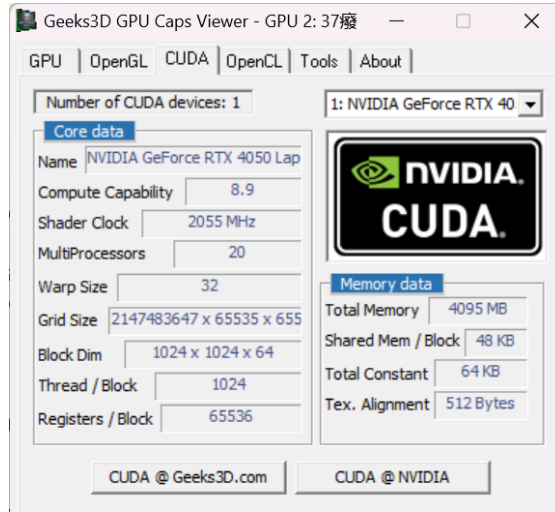 Geeks3D GPU Caps Viewer - GPU 2: 37癈
GPU OpenGL CUDA OpenCL Tools About
Number of CUDA devices: 1
1: NVIDIA GeForce RTX 40
Core data
Name NVIDIA GeForce RTX 4050 Lap
Compute Capability 8.9
Shader Clock 2055 MHz
MultiProcessors 20
Warp Size 32
Grid Size 2147483647 x 65535 x 655
Block Dim 1024 x 1024 x 64
Thread / Block 1024
Registers / Block 65536
NVIDIA.
CUDA.
Memory data
Total Memory 4095 MB
Shared Mem / Block 48 KB
Total Constant 64 KB
Tex. Alignment 512 Bytes
CUDA @ Geeks3D.com
CUDA @ NVIDIA